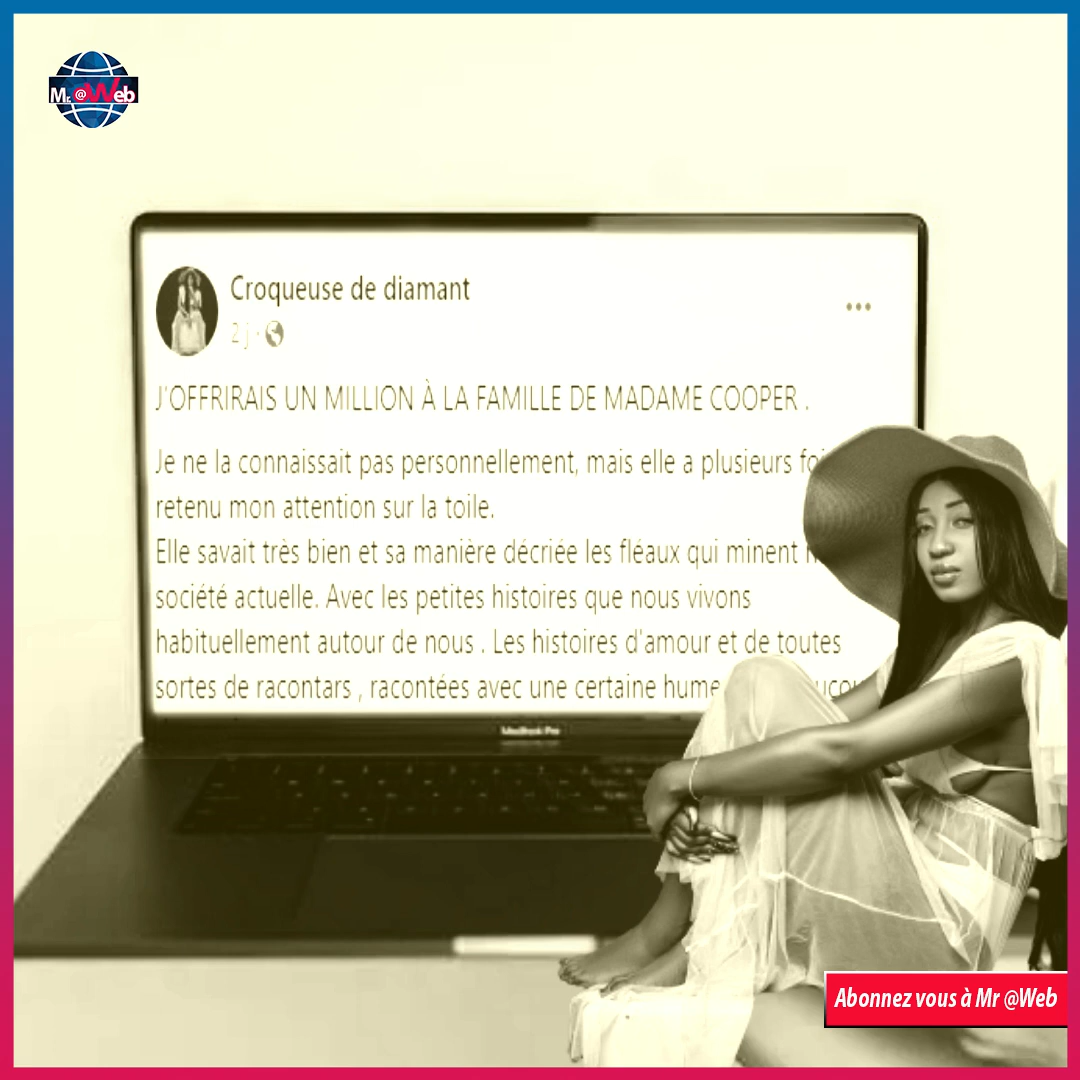 Mr. @Web
Croqueuse de diamant
2 j ·
J'OFFRIRAIS UN MILLION À LA FAMILLE DE MADAME COOPER .
Je ne la connaissait pas personnellement, mais elle a plusieurs
retenu mon attention sur la toile.
Elle savait très bien et sa manière décriée les fléaux qui minent
société actuelle. Avec les petites histoires que nous vivons
habituellement autour de nous . Les histoires d'amour et de toutes
sortes de racontars , racontées avec une certaine
MacBook Pro
Abonnez vous à Mr @Web